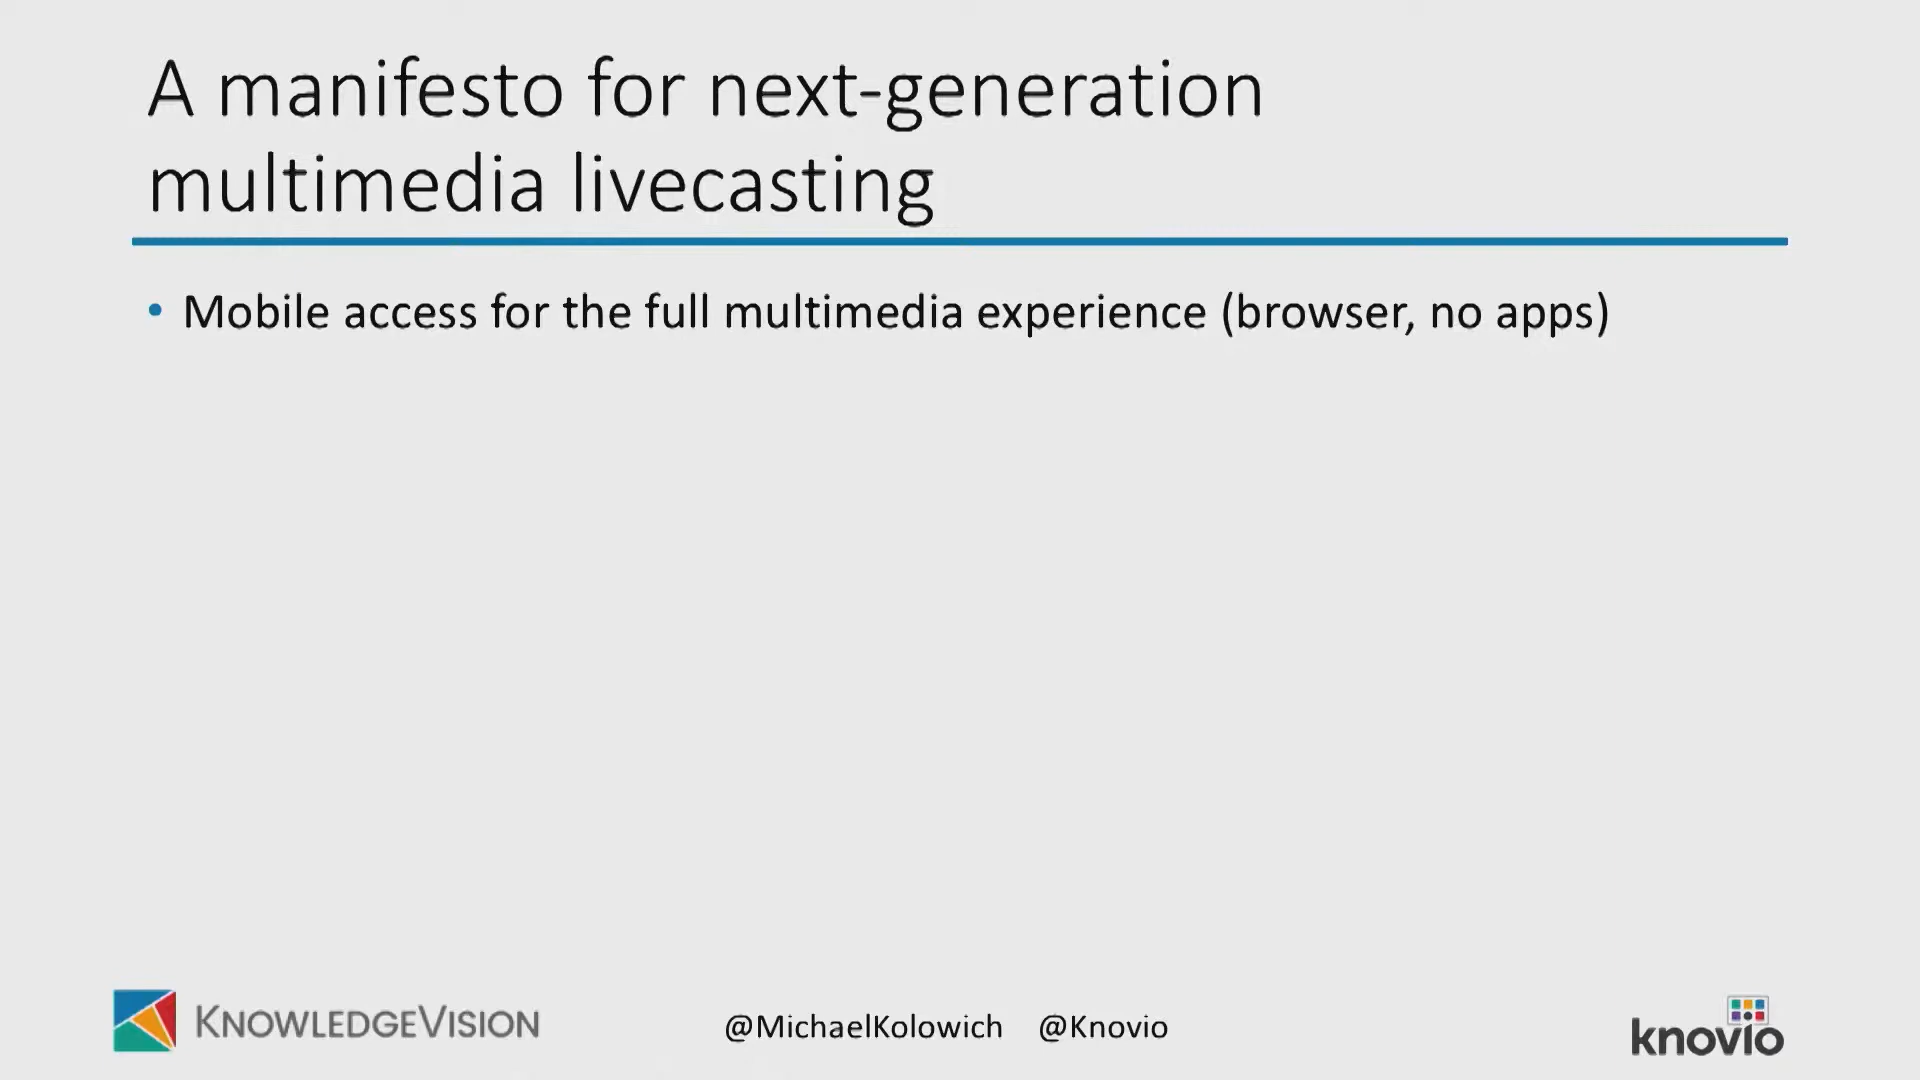 A manifesto for next-generation
multimedia livecasting
• Mobile access for the full multimedia experience (browser, no apps)
KNOWLEDGEVISION
@MichaelKolowich @Knovio
knovio